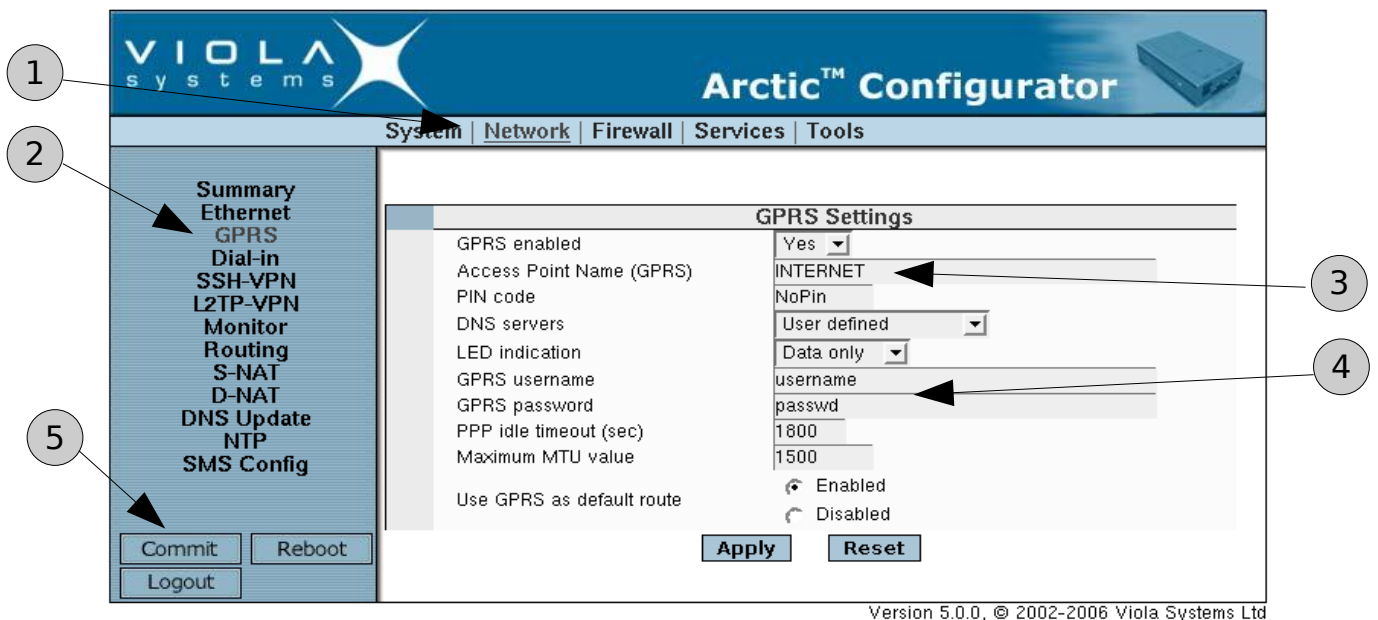 VIOLA
systems
Arctic™ Configurator
1
System | Network | Firewall | Services | Tools
2
Summary
Ethernet
GPRS
Dial-in
SSH-VPN
L2TP-VPN
Monitor
Routing
S-NAT
D-NAT
DNS Update
NTP
SMS Config
5
Commit
Reboot
Logout
GPRS Settings
GPRS enabled Yes
Access Point Name (GPRS) INTERNET
3
PIN code NoPin
DNS servers User defined
LED indication Data only
4
GPRS username username
GPRS password passwd
PPP idle timeout (sec) 1800
Maximum MTU value 1500
Use GPRS as default route
Enabled
Disabled
Apply
Reset
Version 5.0.0, © 2002-2006 Viola Systems Ltd